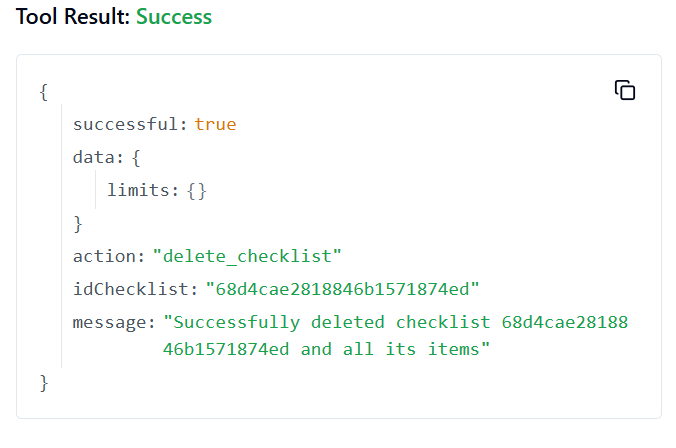 Tool Result: Success
{
successful: true
data: {
limits: {}
}
action: "delete_checklist"
idChecklist: "68d4cae2818846b1571874ed"
message: "Successfully deleted checklist 68d4cae28188
46b1571874ed and all its items"
}